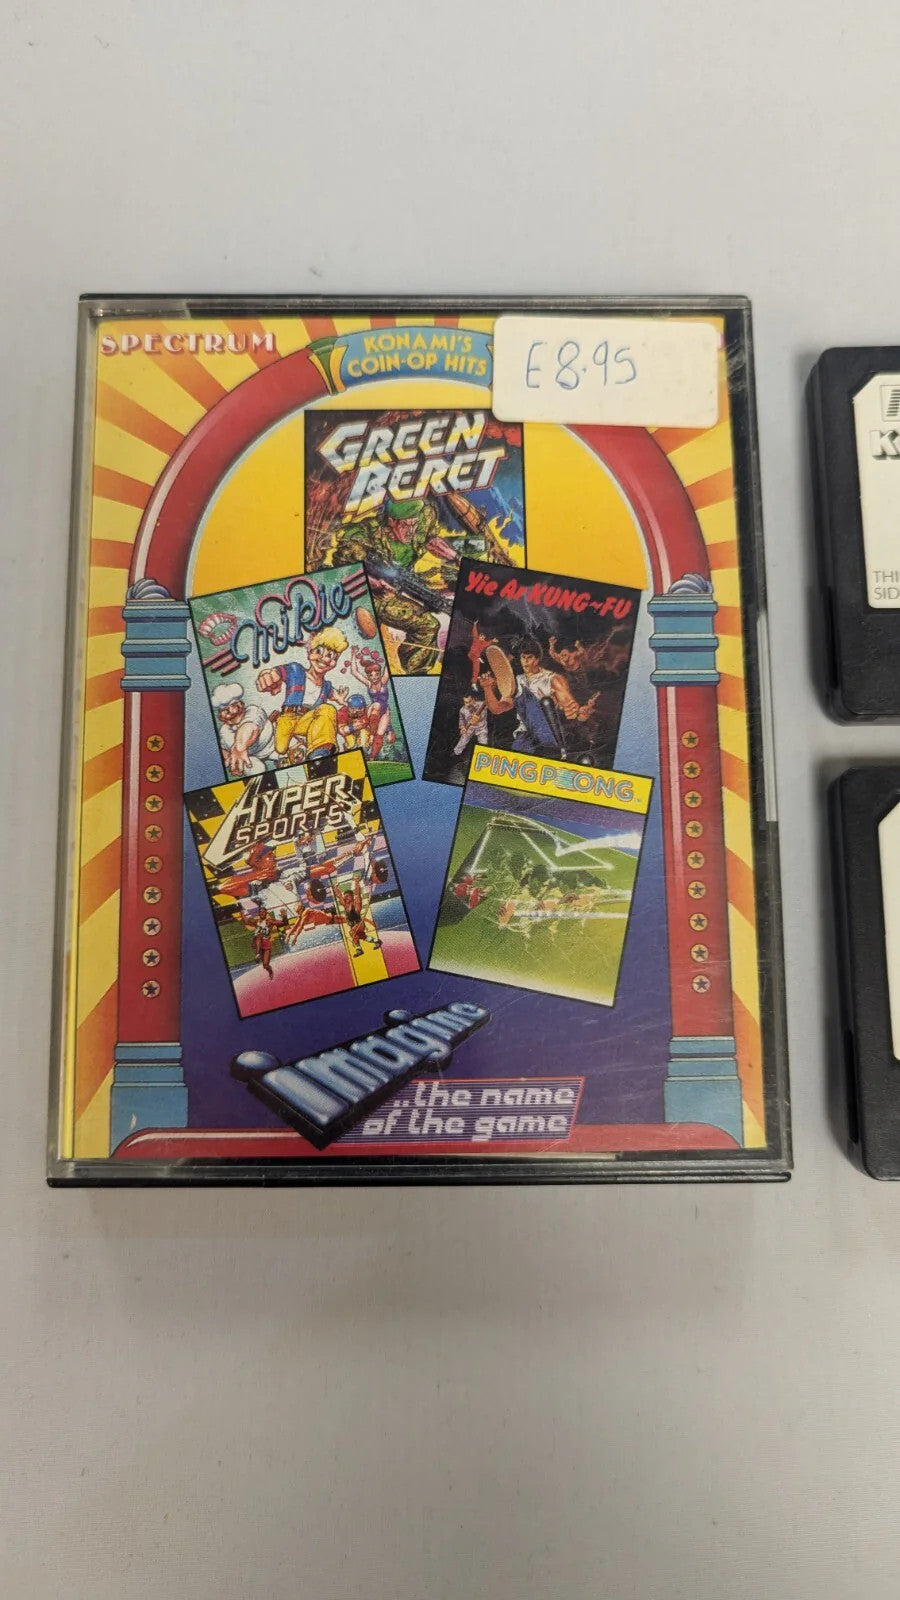 SPECTRUM
KONAMI'S
COIN-OP HITS
£8.95
GREEN
BERET
Mikie
Yie Ar KUNG~FU
HYPER
SPORTS
PING PONG
imagine
...the name
of the game
THI
SID